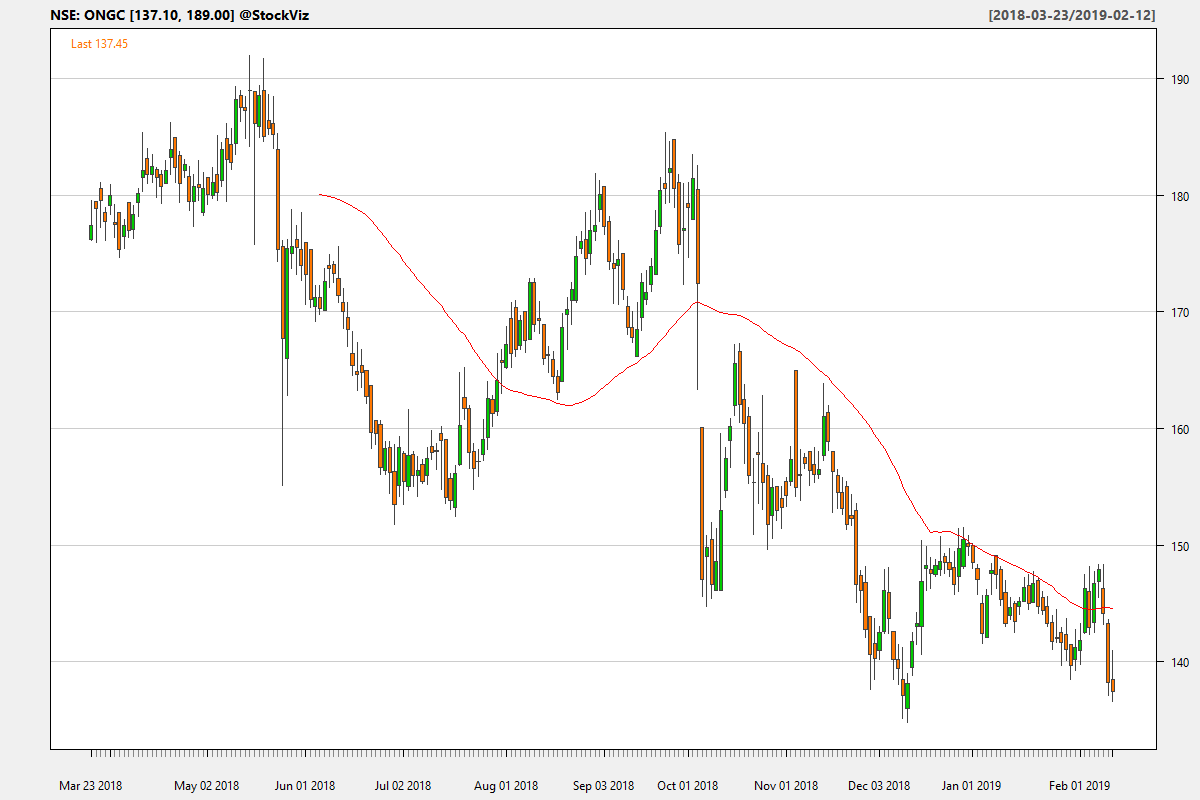 NSE: ONGC [137.10, 189.00] @StockViz [2018-03-23/2019-02-12]
Last 137.45
190
180
170
160
150
140
Mar 23 2018 May 02 2018 Jun 01 2018 Jul 02 2018 Aug 01 2018 Sep 03 2018 Oct 01 2018 Nov 01 2018 Dec 03 2018 Jan 01 2019 Feb 01 2019